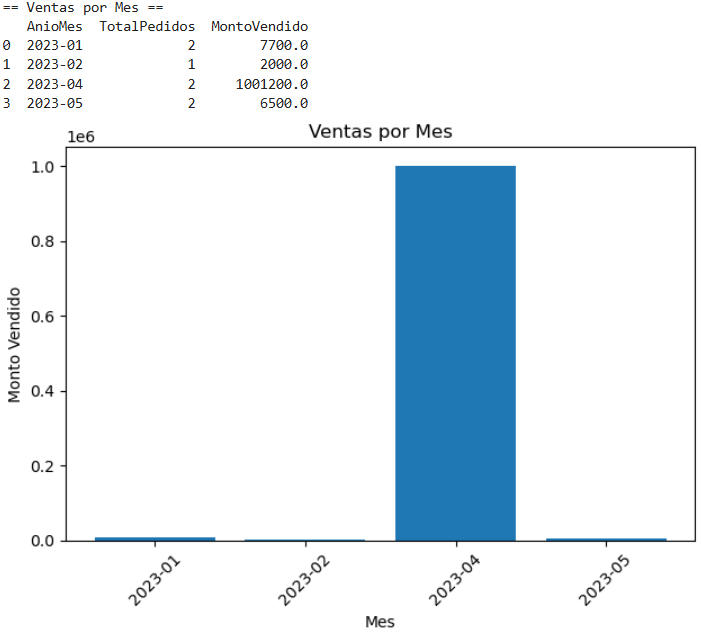 == Ventas por Mes ==
   AnioMes  TotalPedidos  MontoVendido
0  2023-01             2        7700.0
1  2023-02             1        2000.0
2  2023-04             2     1001200.0
3  2023-05             2        6500.0
Ventas por Mes
1e6
1.0
0.8
0.6
0.4
0.2
0.0
Monto Vendido
2023-01
2023-02
2023-04
2023-05
Mes